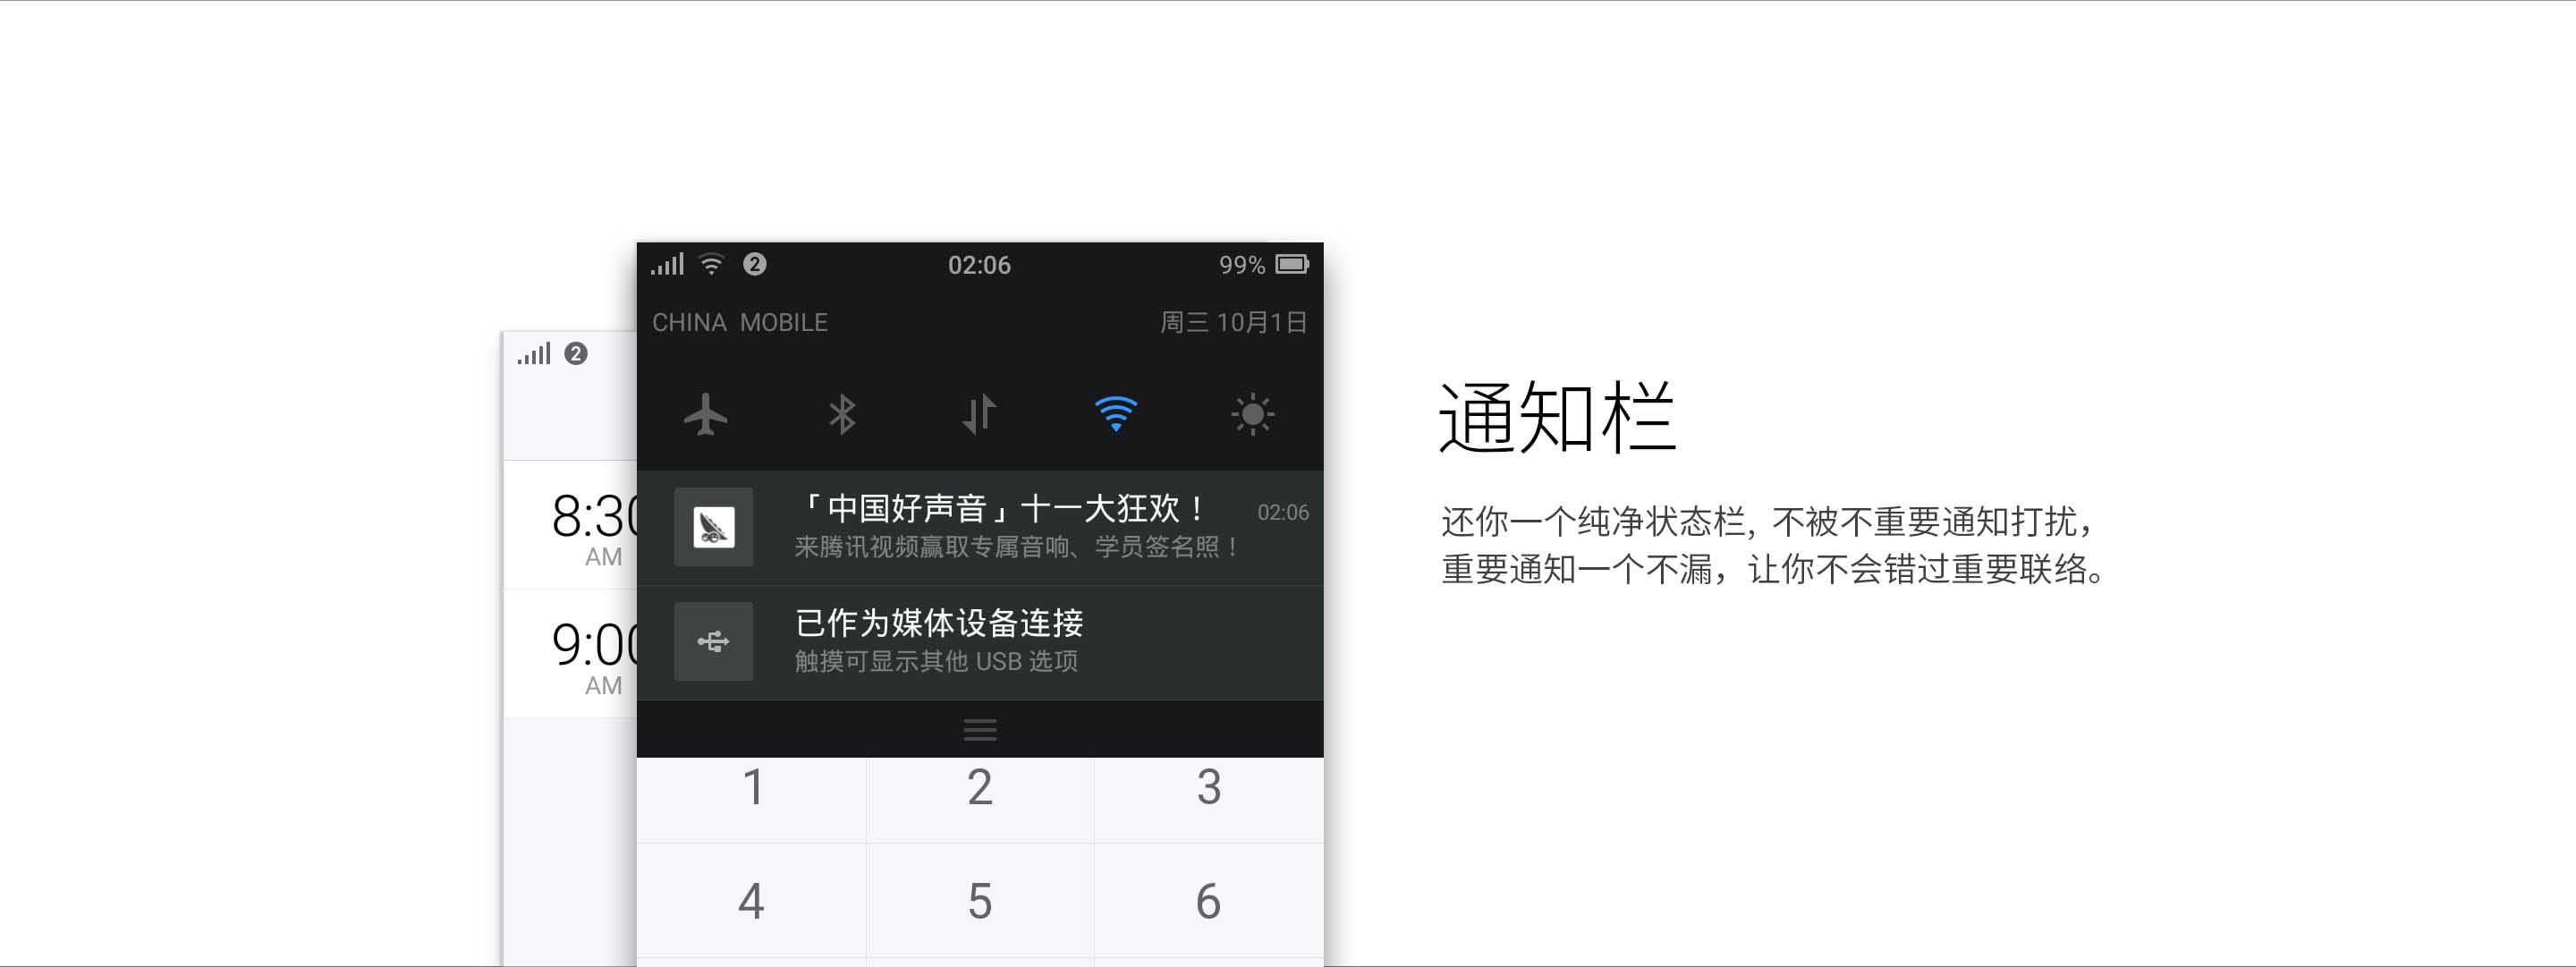 02:06
99%
CHINA MOBILE
周三 10月1日
2
2
8:30
AM
9:00
AM
「中国好声音」十一大狂欢！
02:06
来腾讯视频赢取专属音响、学员签名照！
已作为媒体设备连接
触摸可显示其他 USB 选项
1
2
3
4
5
6
通知栏
还你一个纯净状态栏, 不被不重要通知打扰，
重要通知一个不漏，让你不会错过重要联络。